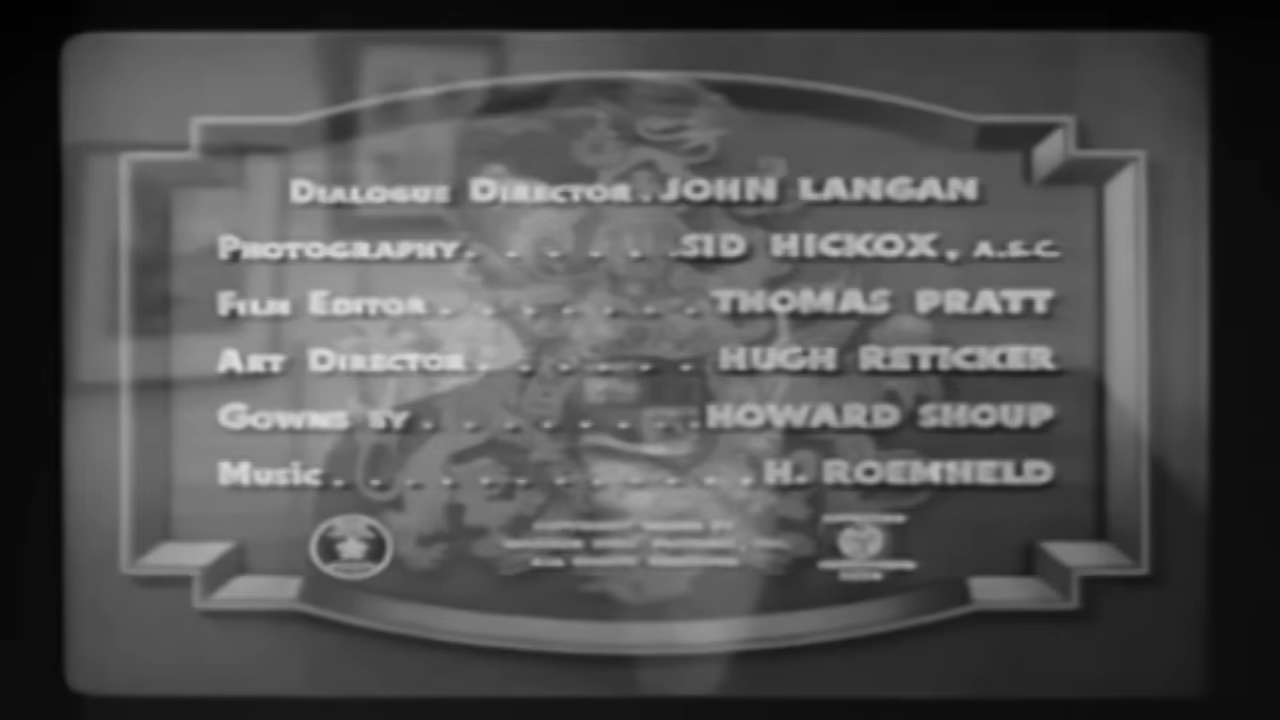 DIALOGUE DIRECTOR . JOHN LANGAN
PHOTOGRAPHY . . . . . . SID HICKOX, A.S.C.
FILM EDITOR . . . . . . . THOMAS PRATT
ART DIRECTOR . . . . . . HUGH RETICKER
GOWNS BY . . . . . . . . HOWARD SHOUP
MUSIC . . . . . . . . . . . . H. ROEMHELD